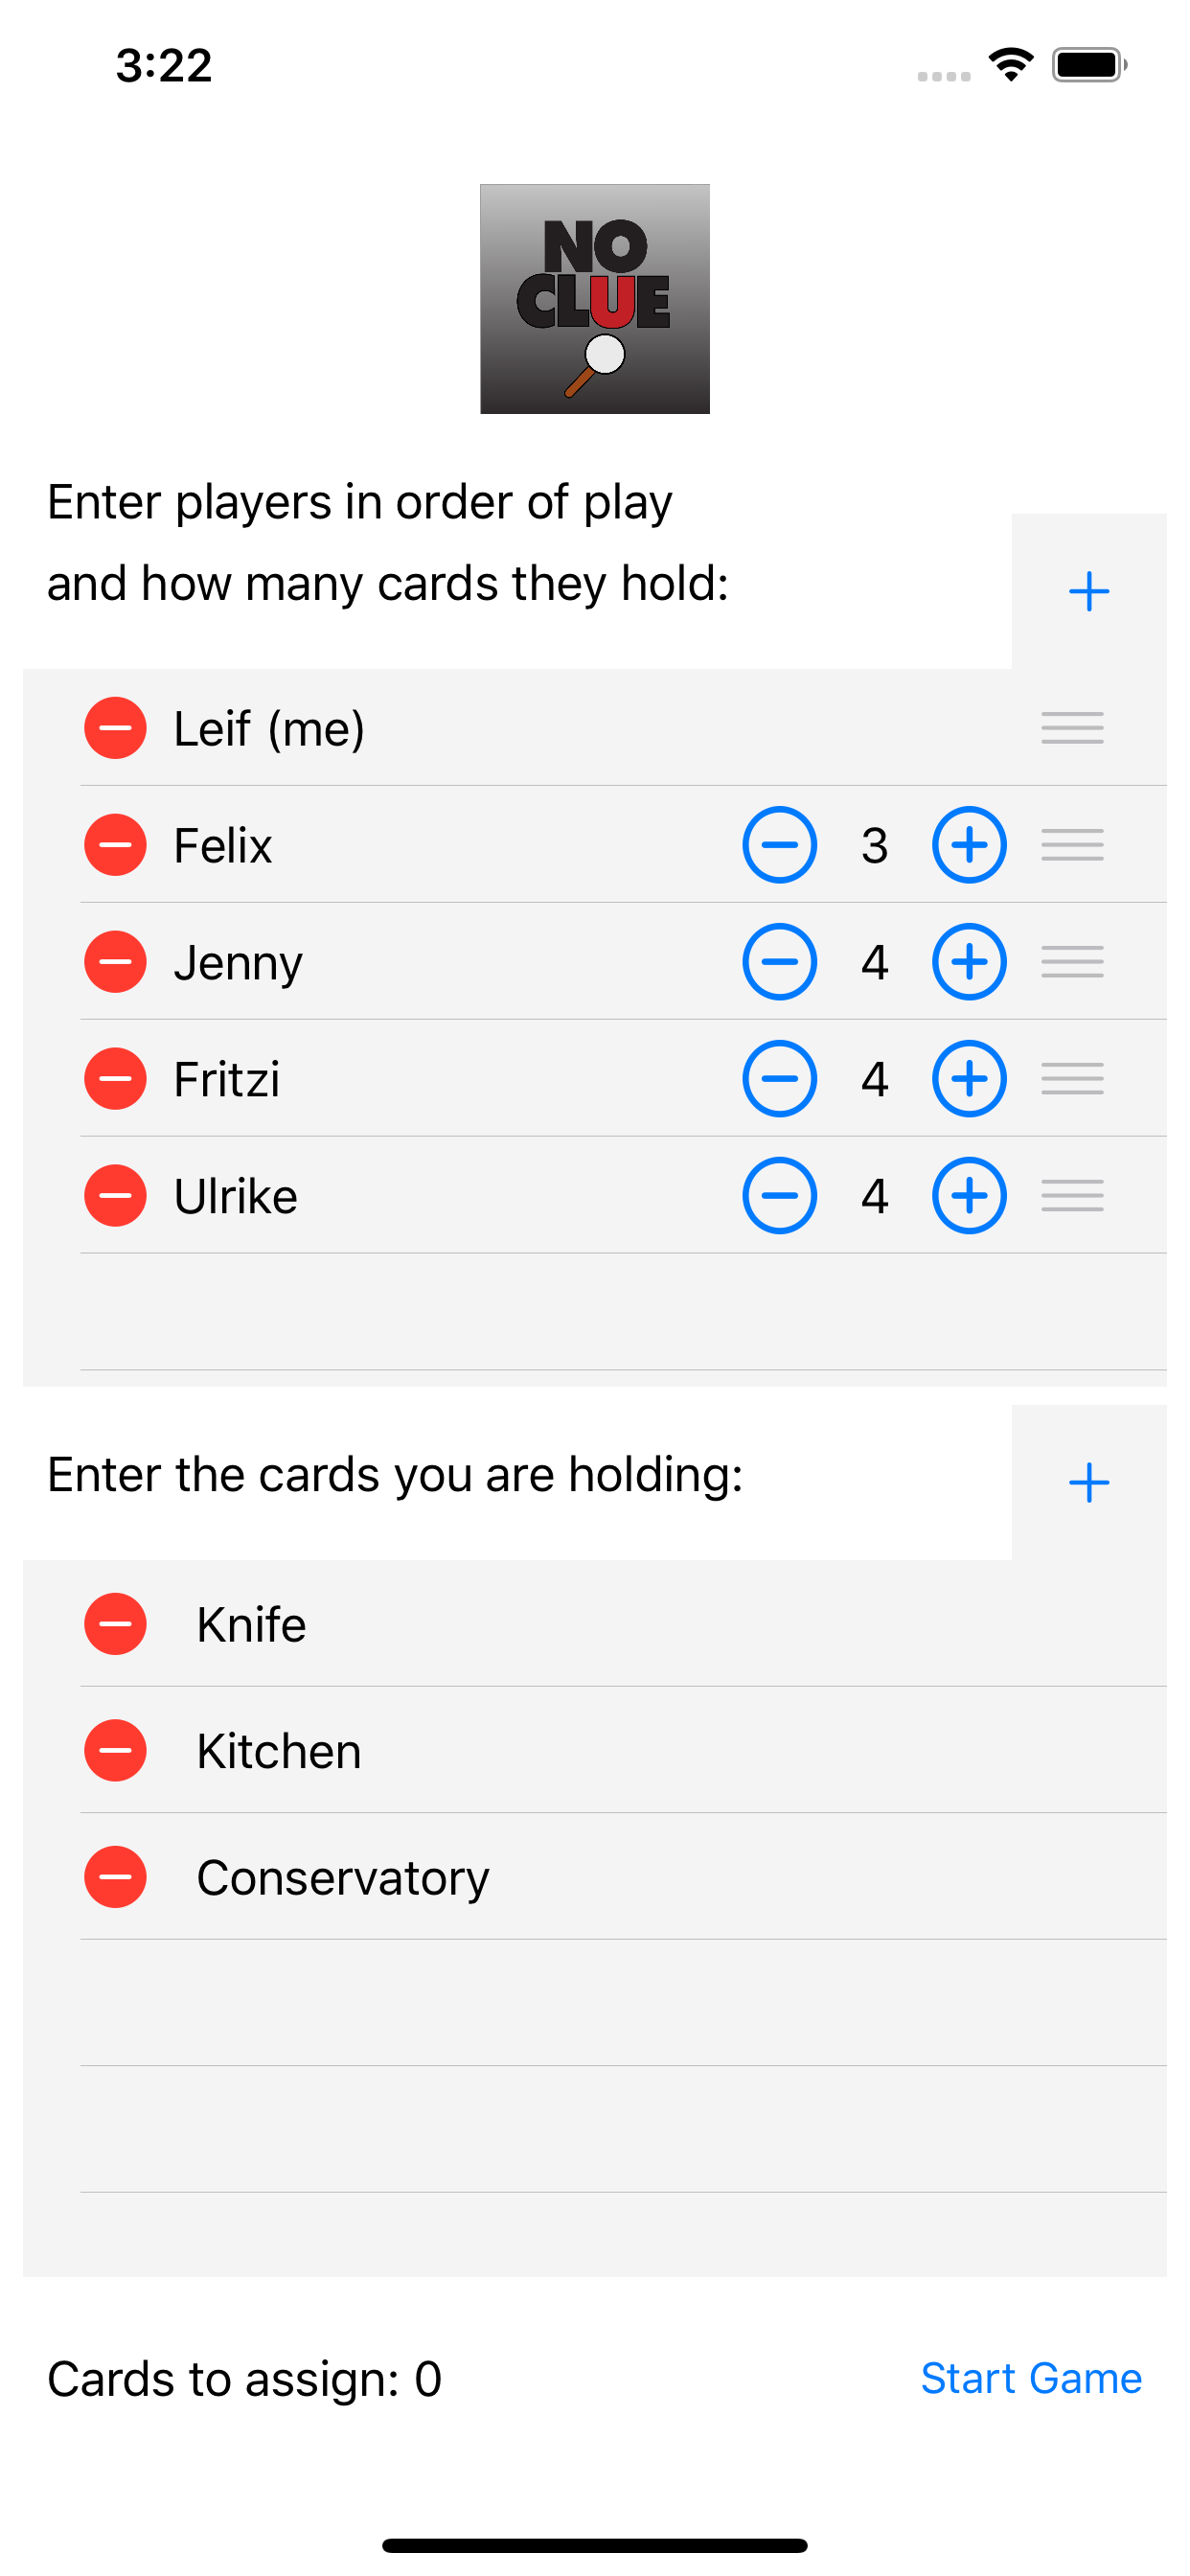 3:22
NO
CLUE
Enter players in order of play
and how many cards they hold:
Leif (me)
Felix 3
Jenny 4
Fritzi 4
Ulrike 4
Enter the cards you are holding:
Knife
Kitchen
Conservatory
Cards to assign: 0 Start Game